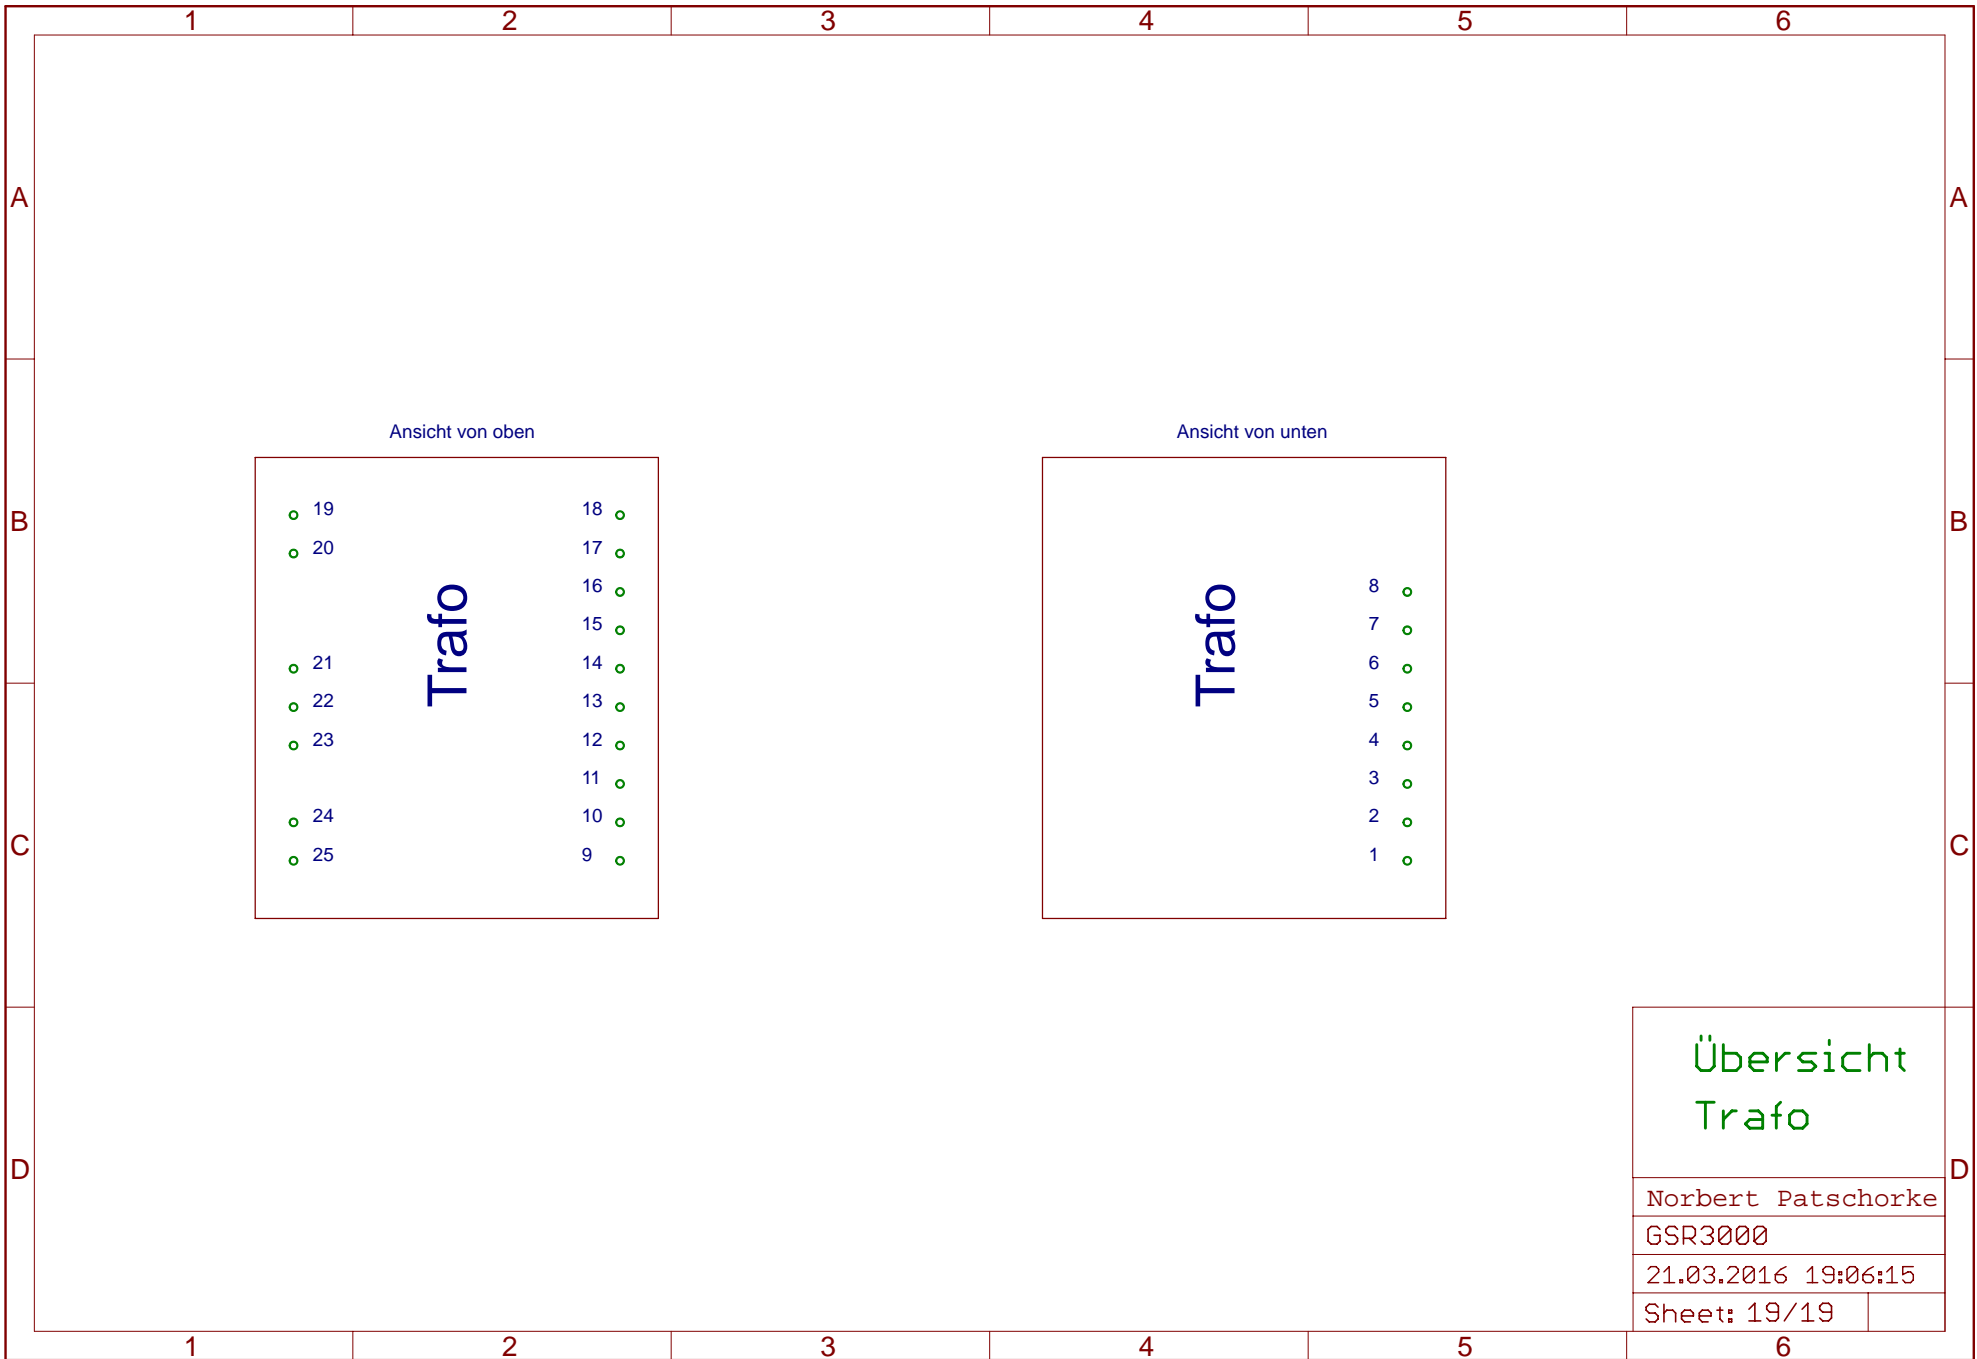 1 2 3 4 5 6
A A
Ansicht von oben Ansicht von unten
19 18
B B
20 17
16 8
15 7
Trafo Trafo
21 14 6
22 13 5
23 12 4
11 3
24 10 2
C C
25 9 1
Übersicht
Trafo
D D
Norbert Patschorke
GSR3000
21.03.2016 19:06:15
Sheet: 19/19
1 2 3 4 5 6